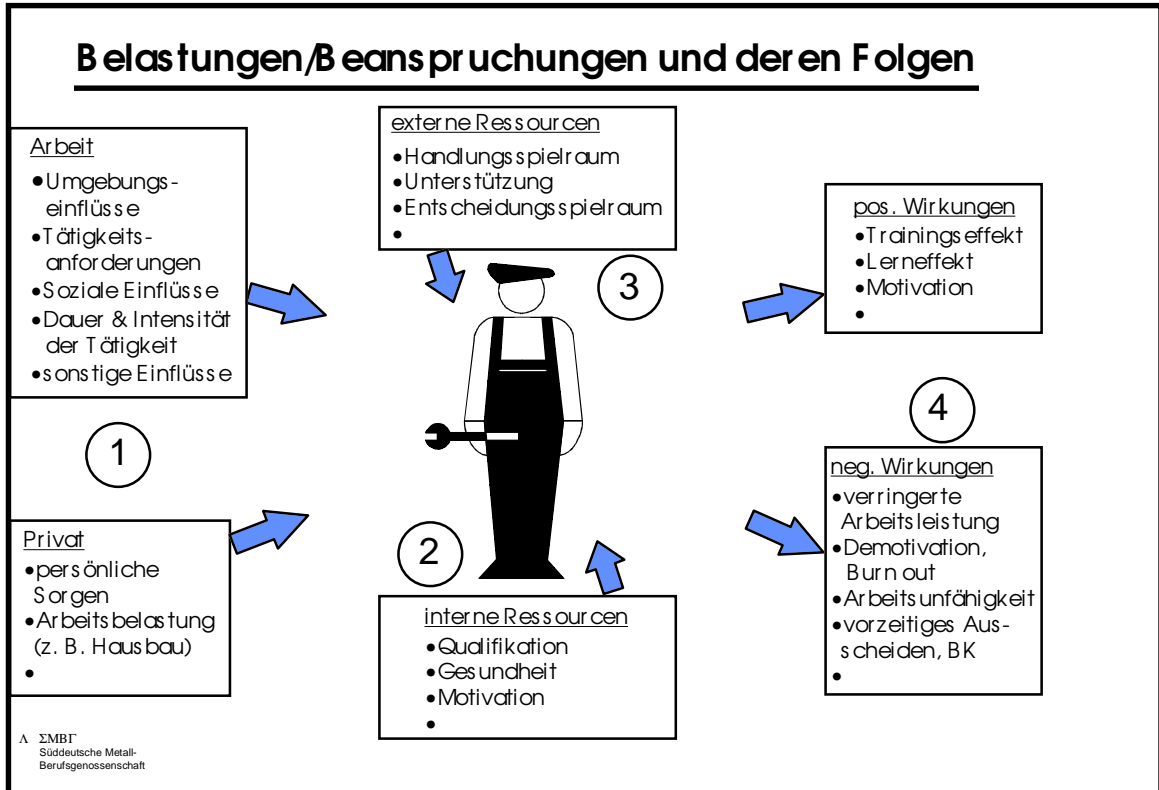 Belastungen/Beanspruchungen und deren Folgen
Arbeit
•Umgebungs-
einflüsse
•Tätigkeits-
anforderungen
•Soziale Einflüsse
•Dauer & Intensität
der Tätigkeit
•sonstige Einflüsse
1
Privat
•persönliche
Sorgen
•Arbeitsbelastung
(z. B. Hausbau)
•
externe Ressourcen
•Handlungsspielraum
•Unterstützung
•Entscheidungsspielraum
•
3
2
interne Ressourcen
•Qualifikation
•Gesundheit
•Motivation
•
pos. Wirkungen
•Trainingseffekt
•Lerneffekt
•Motivation
•
4
neg. Wirkungen
•verringerte
Arbeitsleistung
•Demotivation,
Burn out
•Arbeitsunfähigkeit
•vorzeitiges Aus-
scheiden, BK
•
Λ ΣΜΒΓ
Süddeutsche Metall-
Berufsgenossenschaft